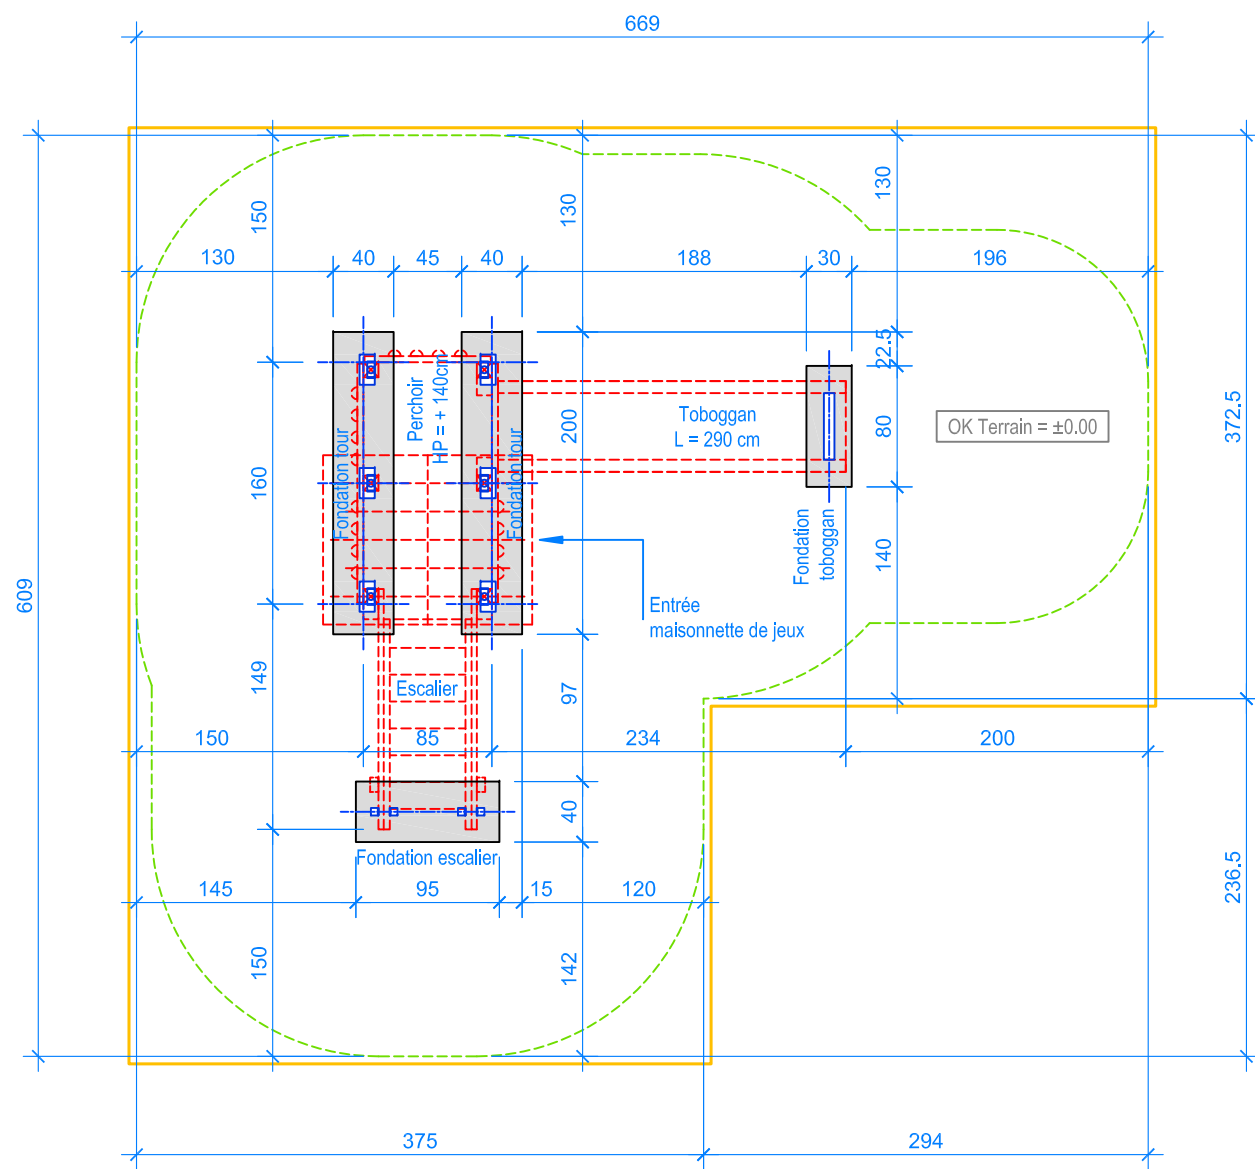 669
150
130
130
130
40
45
40
188
30
196
22.5
Perchoir
HP = + 140cm
200
Toboggan
L = 290 cm
80
OK Terrain = ±0.00
372.5
160
Fondation tour
Fondation tour
Fondation
toboggan
140
609
Entrée
maisonnette de jeux
149
Escalier
97
150
85
234
200
40
Fondation escalier
145
95
15
120
236.5
150
142
375
294